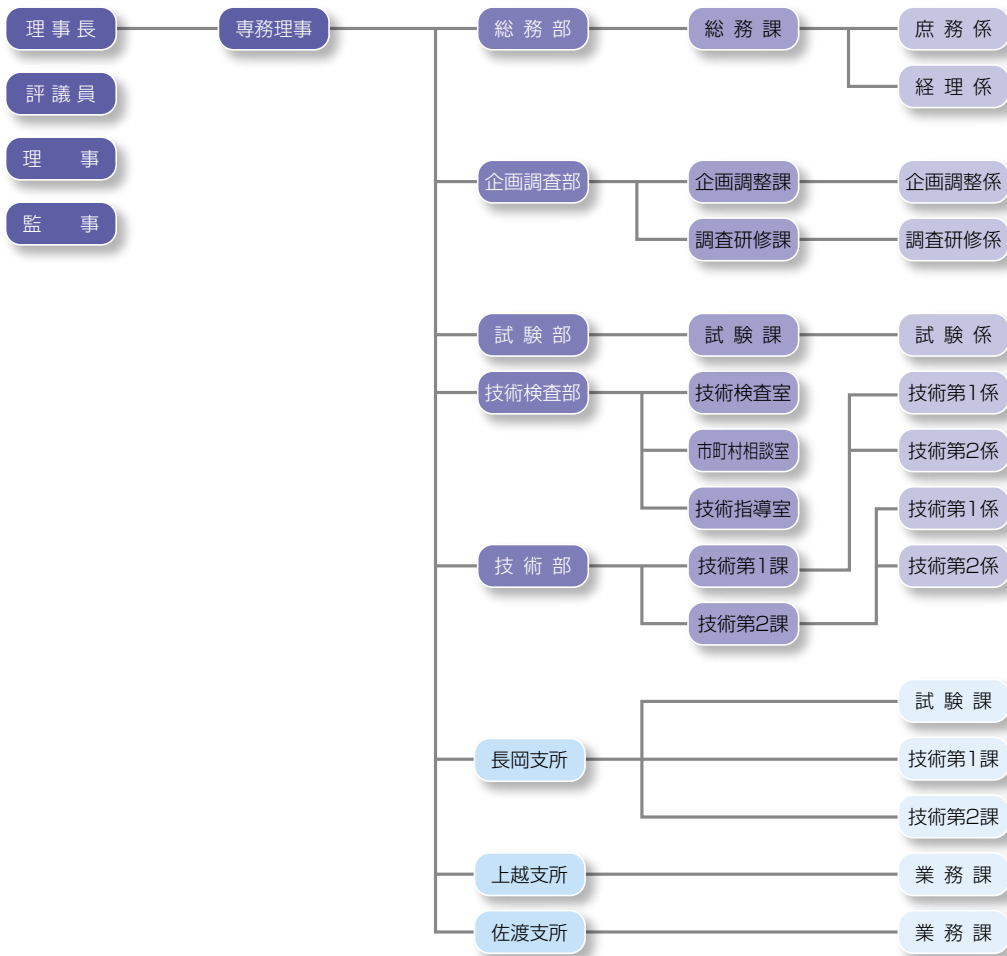 理事長
専務理事
総務部
総務課
庶務係
評議員
経理係
理事
企画調査部
企画調整課
企画調整係
監事
調査研修課
調査研修係
試験部
試験課
試験係
技術検査部
技術検査室
技術第1係
市町村相談室
技術第2係
技術指導室
技術第1係
技術部
技術第1課
技術第2係
技術第2課
試験課
長岡支所
技術第1課
技術第2課
上越支所
業務課
佐渡支所
業務課